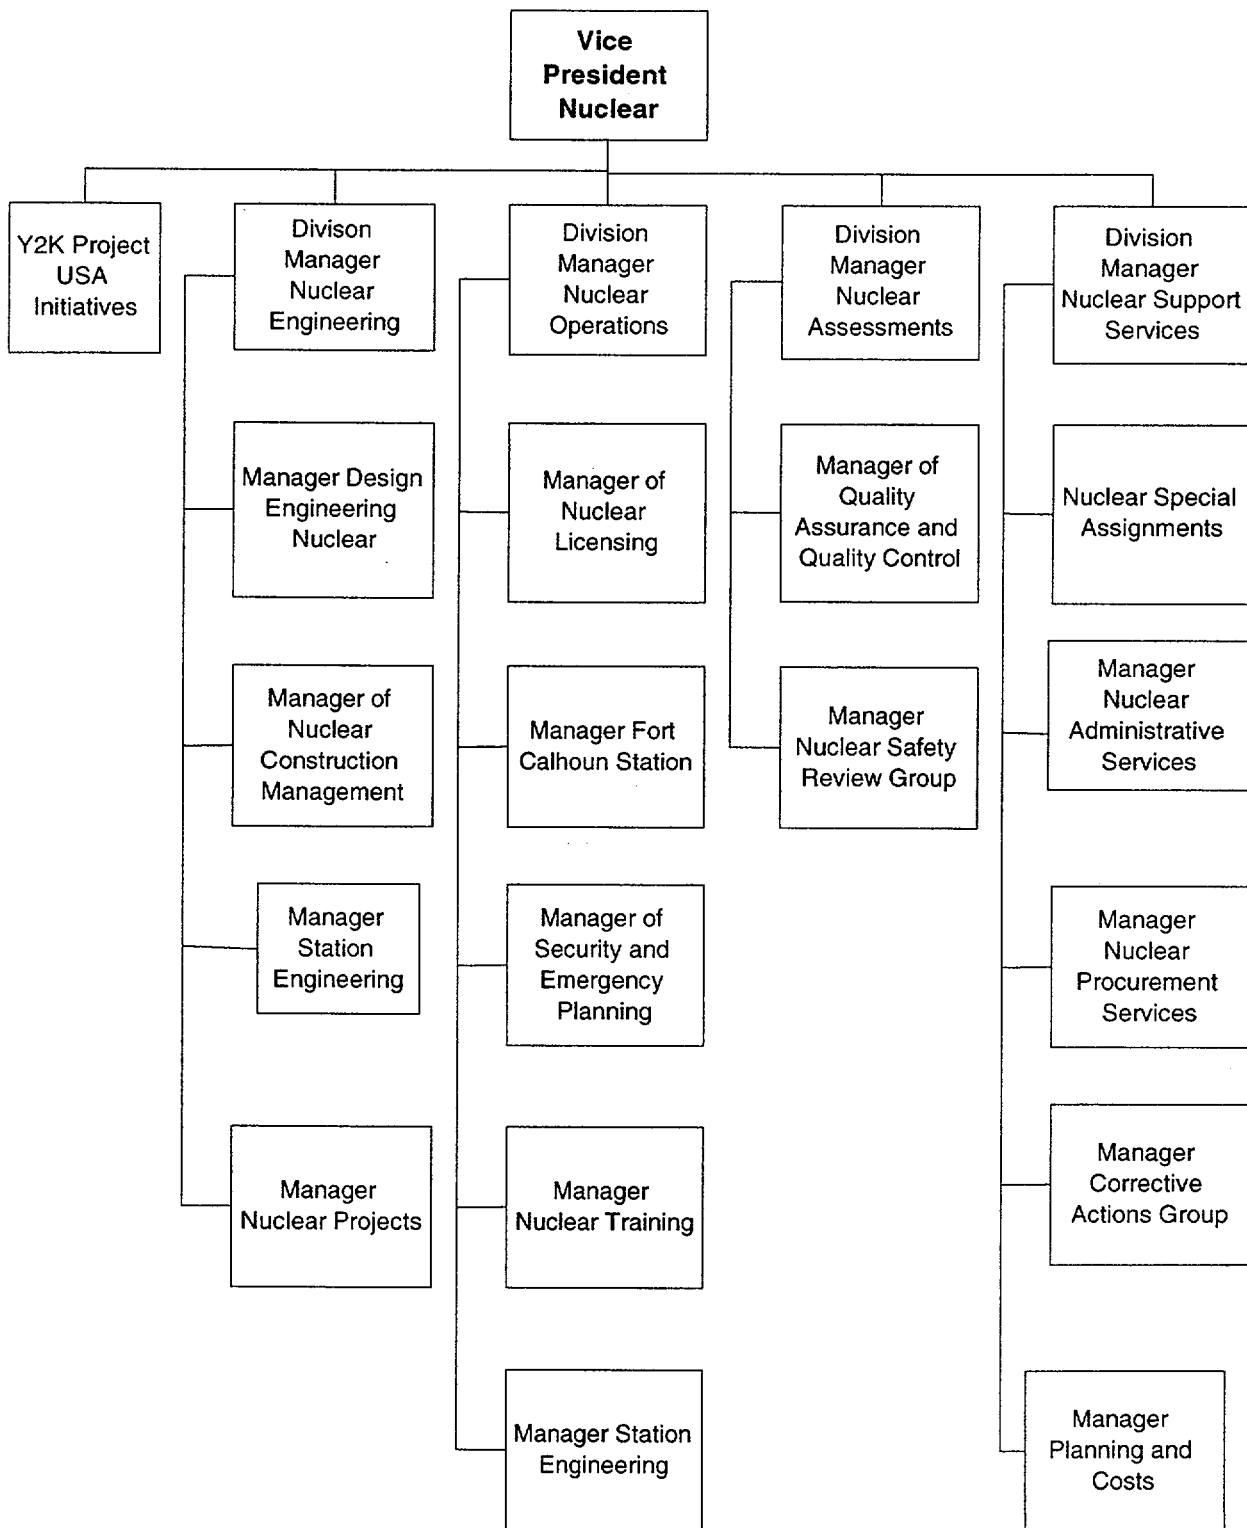 Vice
President
Nuclear
Y2K Project
USA
Initiatives
Divison
Manager
Nuclear
Engineering
Division
Manager
Nuclear
Operations
Division
Manager
Nuclear
Assessments
Division
Manager
Nuclear Support
Services
Manager Design
Engineering
Nuclear
Manager of
Nuclear
Licensing
Manager of
Quality
Assurance and
Quality Control
Nuclear Special
Assignments
Manager of
Nuclear
Construction
Management
Manager Fort
Calhoun Station
Manager
Nuclear Safety
Review Group
Manager
Nuclear
Administrative
Services
Manager
Station
Engineering
Manager of
Security and
Emergency
Planning
Manager
Nuclear
Procurement
Services
Manager
Nuclear Projects
Manager
Nuclear Training
Manager
Corrective
Actions Group
Manager Station
Engineering
Manager
Planning and
Costs